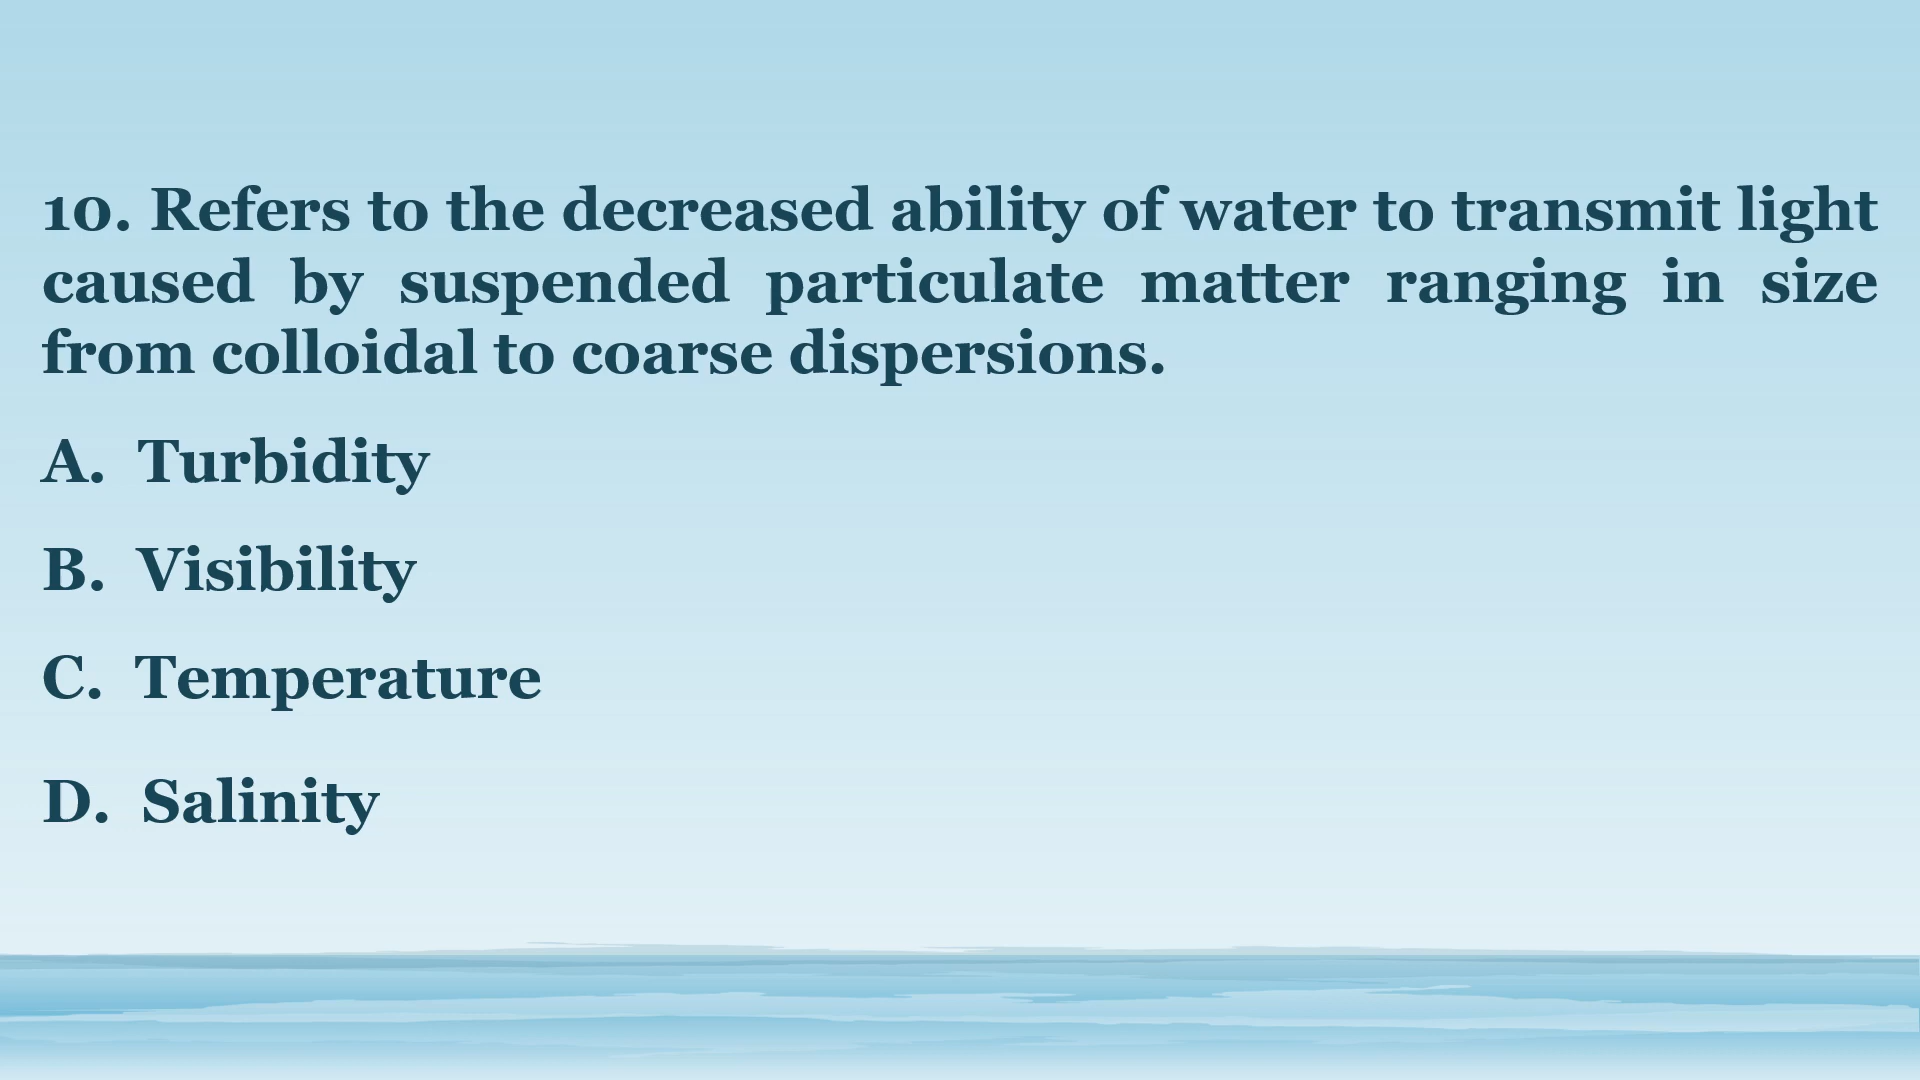 10. Refers to the decreased ability of water to transmit light
caused by suspended particulate matter ranging in size
from colloidal to coarse dispersions.
A. Turbidity
B. Visibility
C. Temperature
D. Salinity